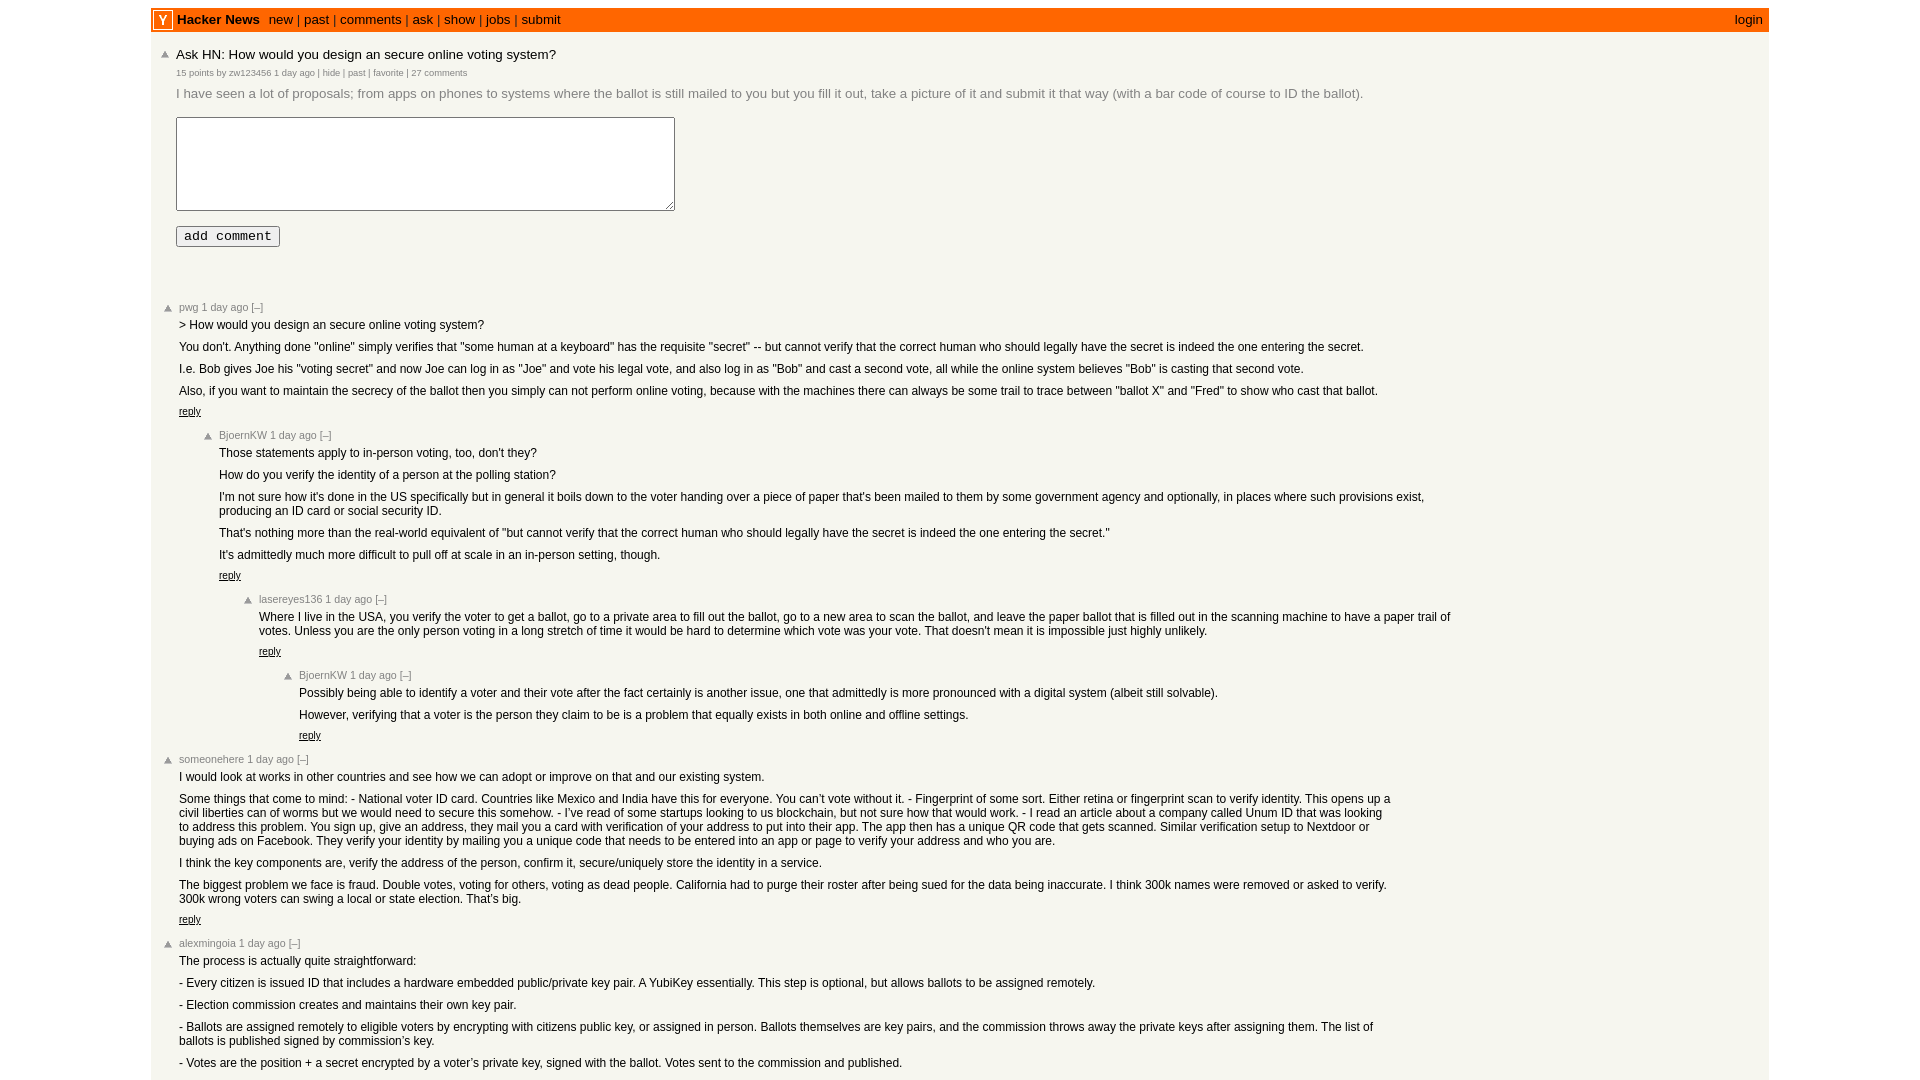 Y Hacker News new | past | comments | ask | show | jobs | submit login
Ask HN: How would you design an secure online voting system?
15 points by zw123456 1 day ago | hide | past | favorite | 27 comments
I have seen a lot of proposals; from apps on phones to systems where the ballot is still mailed to you but you fill it out, take a picture of it and submit it that way (with a bar code of course to ID the ballot).
add comment
pwg 1 day ago [–]
> How would you design an secure online voting system?
You don't. Anything done "online" simply verifies that "some human at a keyboard" has the requisite "secret" -- but cannot verify that the correct human who should legally have the secret is indeed the one entering the secret.
I.e. Bob gives Joe his "voting secret" and now Joe can log in as "Joe" and vote his legal vote, and also log in as "Bob" and cast a second vote, all while the online system believes "Bob" is casting that second vote.
Also, if you want to maintain the secrecy of the ballot then you simply can not perform online voting, because with the machines there can always be some trail to trace between "ballot X" and "Fred" to show who cast that ballot.
reply
BjoernKW 1 day ago [–]
Those statements apply to in-person voting, too, don't they?
How do you verify the identity of a person at the polling station?
I'm not sure how it's done in the US specifically but in general it boils down to the voter handing over a piece of paper that's been mailed to them by some government agency and optionally, in places where such provisions exist,
producing an ID card or social security ID.
That's nothing more than the real-world equivalent of "but cannot verify that the correct human who should legally have the secret is indeed the one entering the secret."
It's admittedly much more difficult to pull off at scale in an in-person setting, though.
reply
lasereyes136 1 day ago [–]
Where I live in the USA, you verify the voter to get a ballot, go to a private area to fill out the ballot, go to a new area to scan the ballot, and leave the paper ballot that is filled out in the scanning machine to have a paper trail of
votes. Unless you are the only person voting in a long stretch of time it would be hard to determine which vote was your vote. That doesn't mean it is impossible just highly unlikely.
reply
BjoernKW 1 day ago [–]
Possibly being able to identify a voter and their vote after the fact certainly is another issue, one that admittedly is more pronounced with a digital system (albeit still solvable).
However, verifying that a voter is the person they claim to be is a problem that equally exists in both online and offline settings.
reply
someonehere 1 day ago [–]
I would look at works in other countries and see how we can adopt or improve on that and our existing system.
Some things that come to mind: - National voter ID card. Countries like Mexico and India have this for everyone. You can’t vote without it. - Fingerprint of some sort. Either retina or fingerprint scan to verify identity. This opens up a
civil liberties can of worms but we would need to secure this somehow. - I’ve read of some startups looking to us blockchain, but not sure how that would work. - I read an article about a company called Unum ID that was looking
to address this problem. You sign up, give an address, they mail you a card with verification of your address to put into their app. The app then has a unique QR code that gets scanned. Similar verification setup to Nextdoor or
buying ads on Facebook. They verify your identity by mailing you a unique code that needs to be entered into an app or page to verify your address and who you are.
I think the key components are, verify the address of the person, confirm it, secure/uniquely store the identity in a service.
The biggest problem we face is fraud. Double votes, voting for others, voting as dead people. California had to purge their roster after being sued for the data being inaccurate. I think 300k names were removed or asked to verify.
300k wrong voters can swing a local or state election. That’s big.
reply
alexmingoia 1 day ago [–]
The process is actually quite straightforward:
- Every citizen is issued ID that includes a hardware embedded public/private key pair. A YubiKey essentially. This step is optional, but allows ballots to be assigned remotely.
- Election commission creates and maintains their own key pair.
- Ballots are assigned remotely to eligible voters by encrypting with citizens public key, or assigned in person. Ballots themselves are key pairs, and the commission throws away the private keys after assigning them. The list of
ballots is published signed by commission’s key.
- Votes are the position + a secret encrypted by a voter’s private key, signed with the ballot. Votes sent to the commission and published.